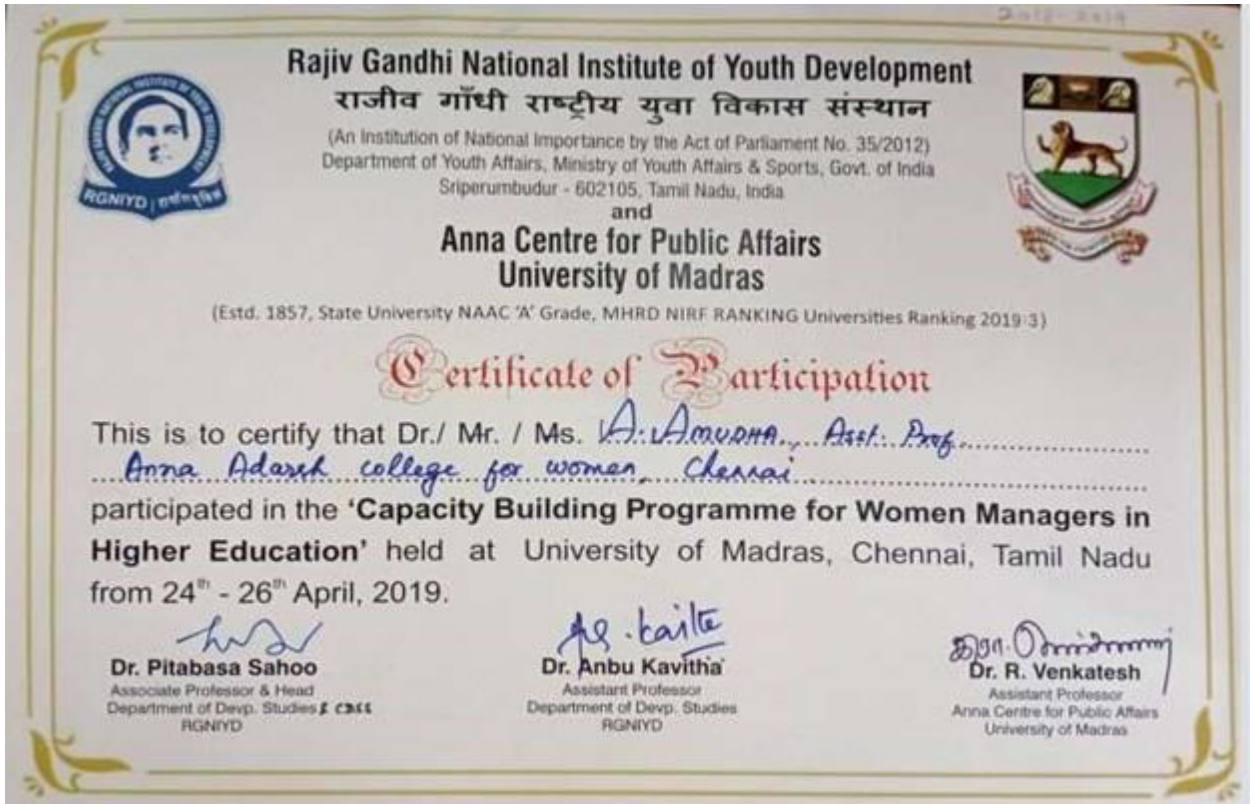 2018-2019
Rajiv Gandhi National Institute of Youth Development
राजीव गाँधी राष्ट्रीय युवा विकास संस्थान
(An Institution of National Importance by the Act of Parliament No. 35/2012)
Department of Youth Affairs, Ministry of Youth Affairs & Sports, Govt. of India
Sriperumbudur - 602105, Tamil Nadu, India
and
Anna Centre for Public Affairs
University of Madras
(Estd. 1857, State University NAAC 'A' Grade, MHRD NIRF RANKING Universities Ranking 2019:3)
RGNIYD
Certificate of Participation
This is to certify that Dr./ Mr. / Ms. A. AMUDHA, Asst. Prof.
Anna Adarsh college for women, Chennai
participated in the 'Capacity Building Programme for Women Managers in
Higher Education' held at University of Madras, Chennai, Tamil Nadu
from 24th - 26th April, 2019.
Dr. Pitabasa Sahoo
Associate Professor & Head
Department of Devp. Studies
RGNIYD
Dr. Anbu Kavitha
Assistant Professor
Department of Devp. Studies
RGNIYD
Dr. R. Venkatesh
Assistant Professor
Anna Centre for Public Affairs
University of Madras